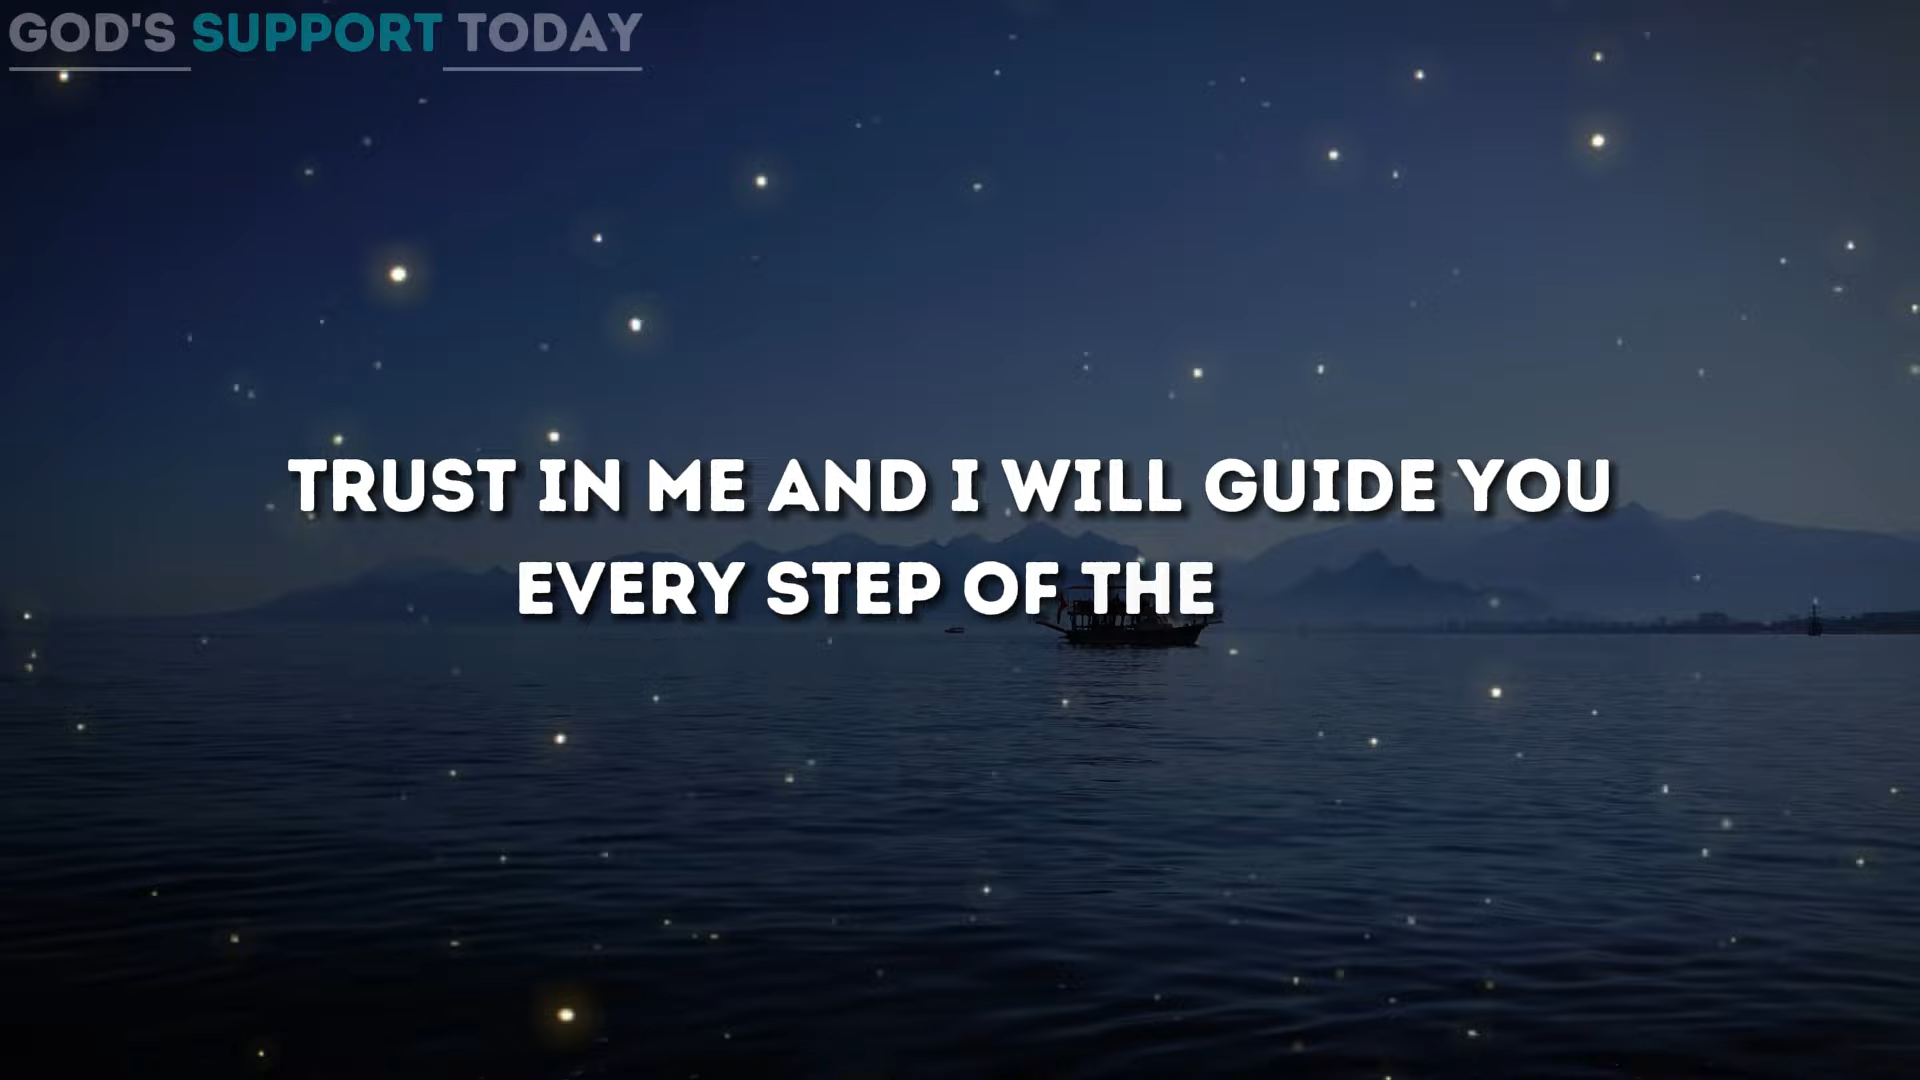 GOD'S SUPPORT TODAY
TRUST IN ME AND I WILL GUIDE YOU
EVERY STEP OF THE